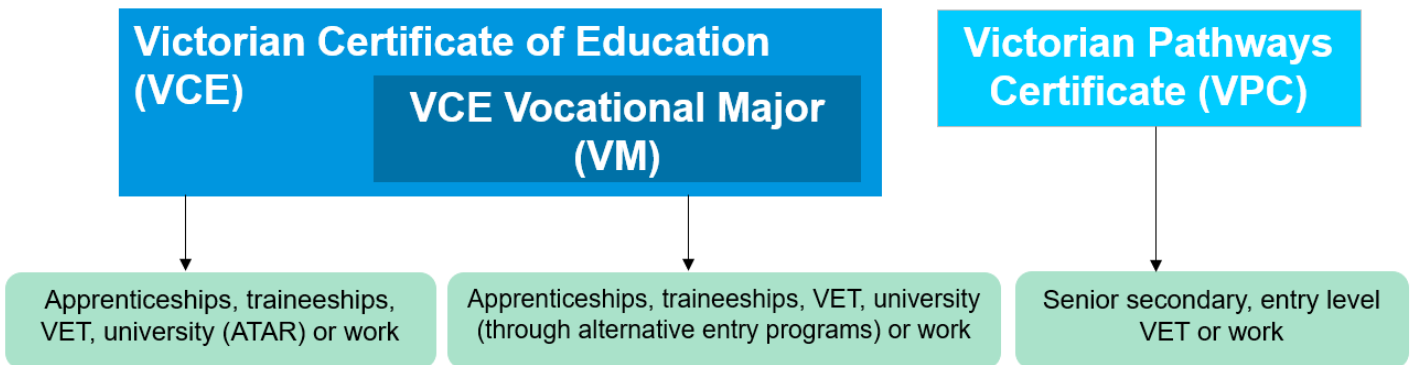 Victorian Certificate of Education
(VCE)
VCE Vocational Major
(VM)
Victorian Pathways
Certificate (VPC)
Apprenticeships, traineeships,
VET, university (ATAR) or work
Apprenticeships, traineeships, VET, university
(through alternative entry programs) or work
Senior secondary, entry level
VET or work